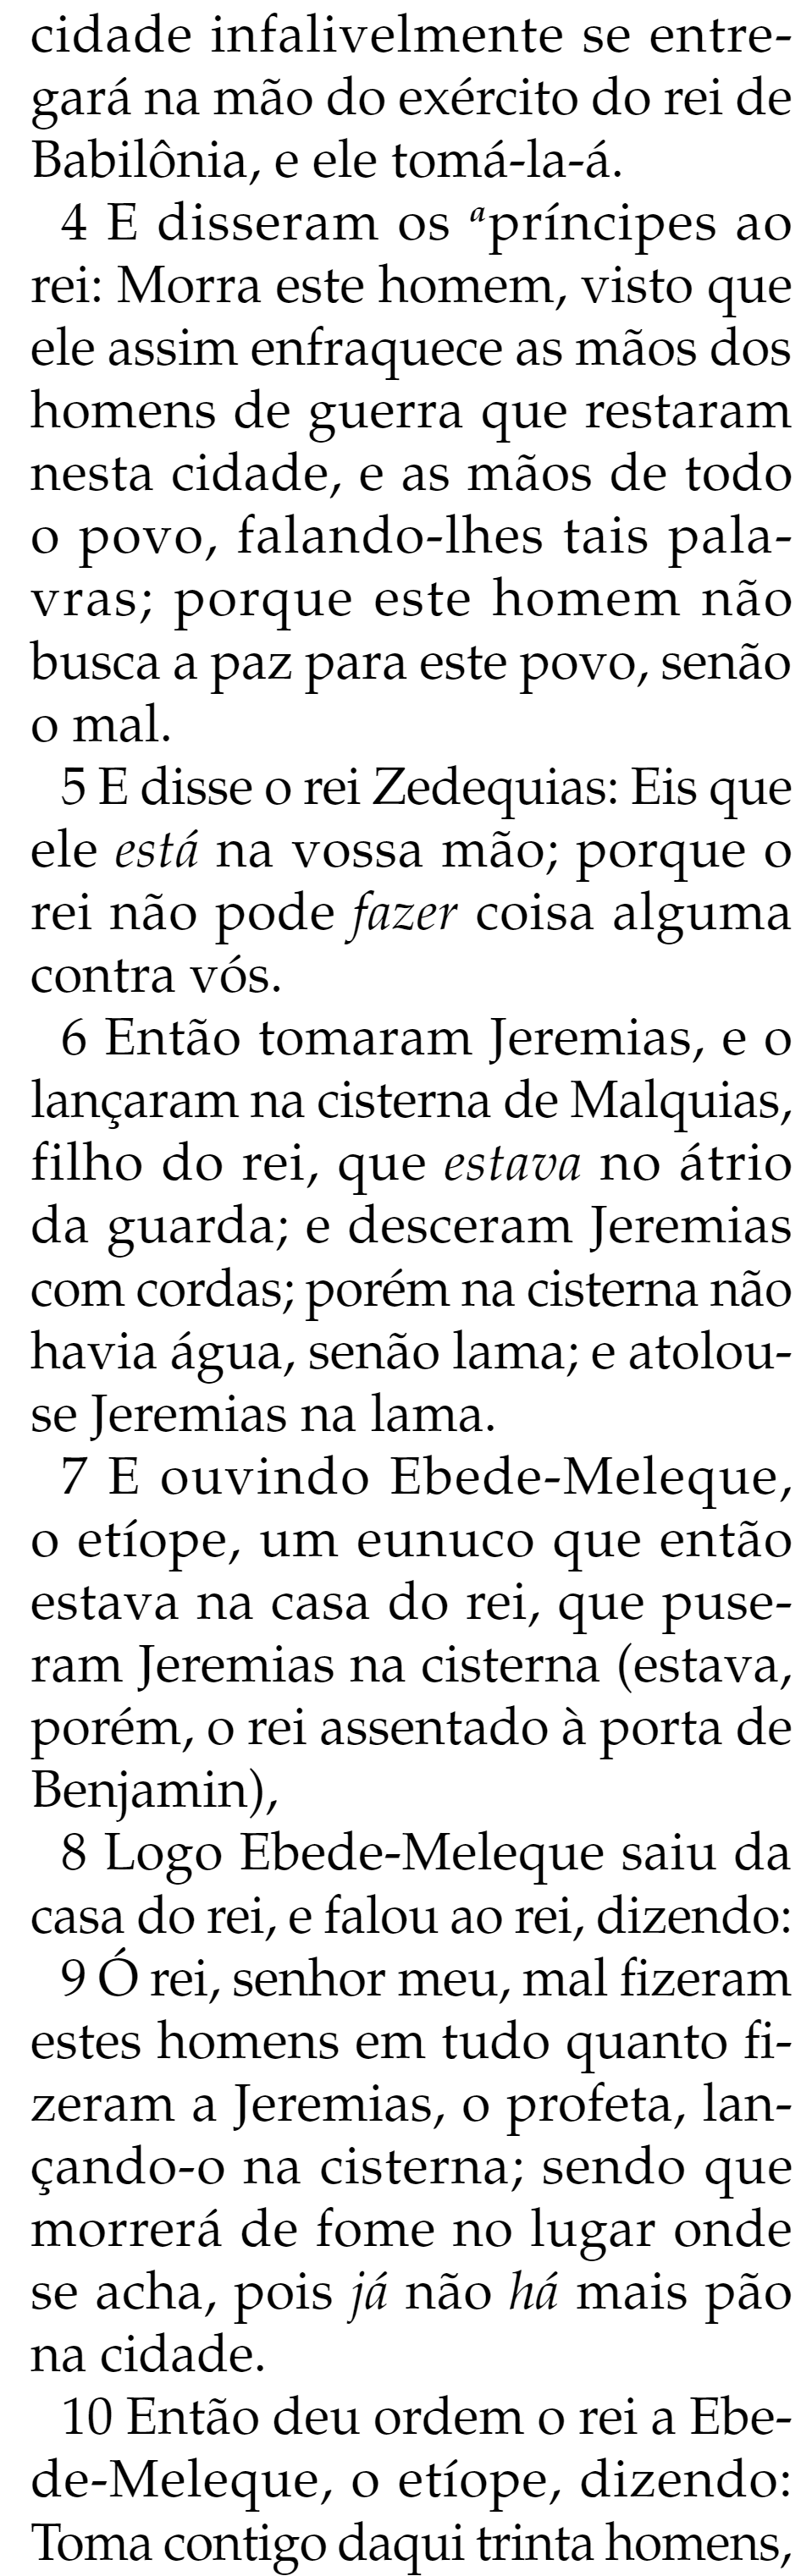 cidade infalivelmente se entre-
gará na mão do exército do rei de
Babilônia, e ele tomá-la-á.
4 E disseram os ᵃpríncipes ao
rei: Morra este homem, visto que
ele assim enfraquece as mãos dos
homens de guerra que restaram
nesta cidade, e as mãos de todo
o povo, falando-lhes tais pala-
vras; porque este homem não
busca a paz para este povo, senão
o mal.
5 E disse o rei Zedequias: Eis que
ele está na vossa mão; porque o
rei não pode fazer coisa alguma
contra vós.
6 Então tomaram Jeremias, e o
lançaram na cisterna de Malquias,
filho do rei, que estava no átrio
da guarda; e desceram Jeremias
com cordas; porém na cisterna não
havia água, senão lama; e atolou-
se Jeremias na lama.
7 E ouvindo Ebede-Meleque,
o etíope, um eunuco que então
estava na casa do rei, que puse-
ram Jeremias na cisterna (estava,
porém, o rei assentado à porta de
Benjamin),
8 Logo Ebede-Meleque saiu da
casa do rei, e falou ao rei, dizendo:
9 Ó rei, senhor meu, mal fizeram
estes homens em tudo quanto fi-
zeram a Jeremias, o profeta, lan-
çando-o na cisterna; sendo que
morrerá de fome no lugar onde
se acha, pois já não há mais pão
na cidade.
10 Então deu ordem o rei a Ebe-
de-Meleque, o etíope, dizendo:
Toma contigo daqui trinta homens,